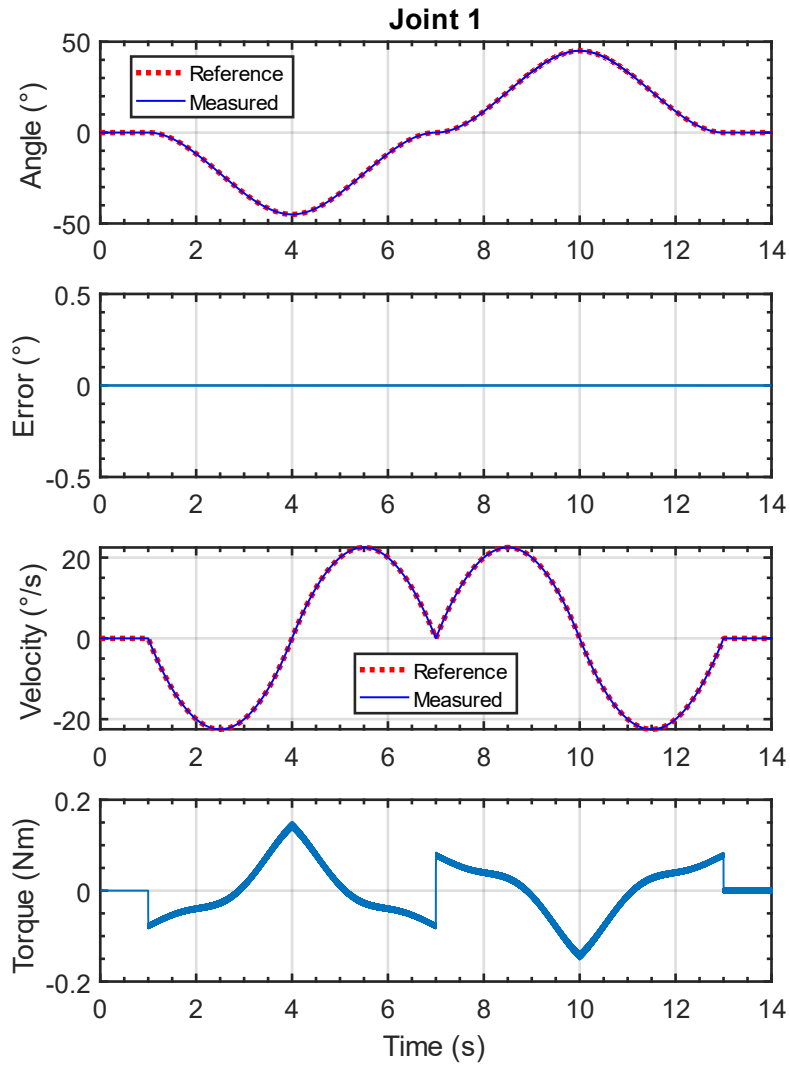 Joint 1
50
0
-50
Angle (°)
Reference
Measured
0 2 4 6 8 10 12 14
0.5
0
-0.5
Error (°)
0 2 4 6 8 10 12 14
20
0
-20
Velocity (°/s)
Reference
Measured
0 2 4 6 8 10 12 14
0.2
0
-0.2
Torque (Nm)
0 2 4 6 8 10 12 14
Time (s)